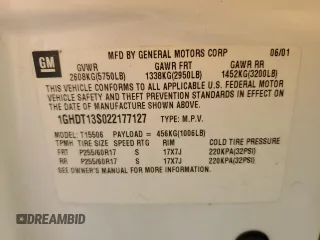 GM
MFD BY GENERAL MOTORS CORP 06/01
GVWR GAWR FRT GAWR RR
2608KG(5750LB) 1338KG(2950LB) 1452KG(3200LB)
THIS VEHICLE CONFORMS TO ALL APPLICABLE U.S. FEDERAL MOTOR
VEHICLE SAFETY AND THEFT PREVENTION STANDARDS IN EFFECT ON
THE DATE OF MANUFACTURE SHOWN ABOVE.
1GHDT13S022177127 TYPE: M.P.V.
MODEL: T15506 PAYLOAD = 456KG(1006LB)
TPMH TIRE SIZE SPEED RTG RIM COLD TIRE PRESSURE
FRT P255/60R17 S 17X7J 220KPA(32PSI)
RR P255/60R17 S 17X7J 220KPA(32PSI)
SEE OWNER'S MANUAL FOR MORE INFORMATION.
DREAMBID